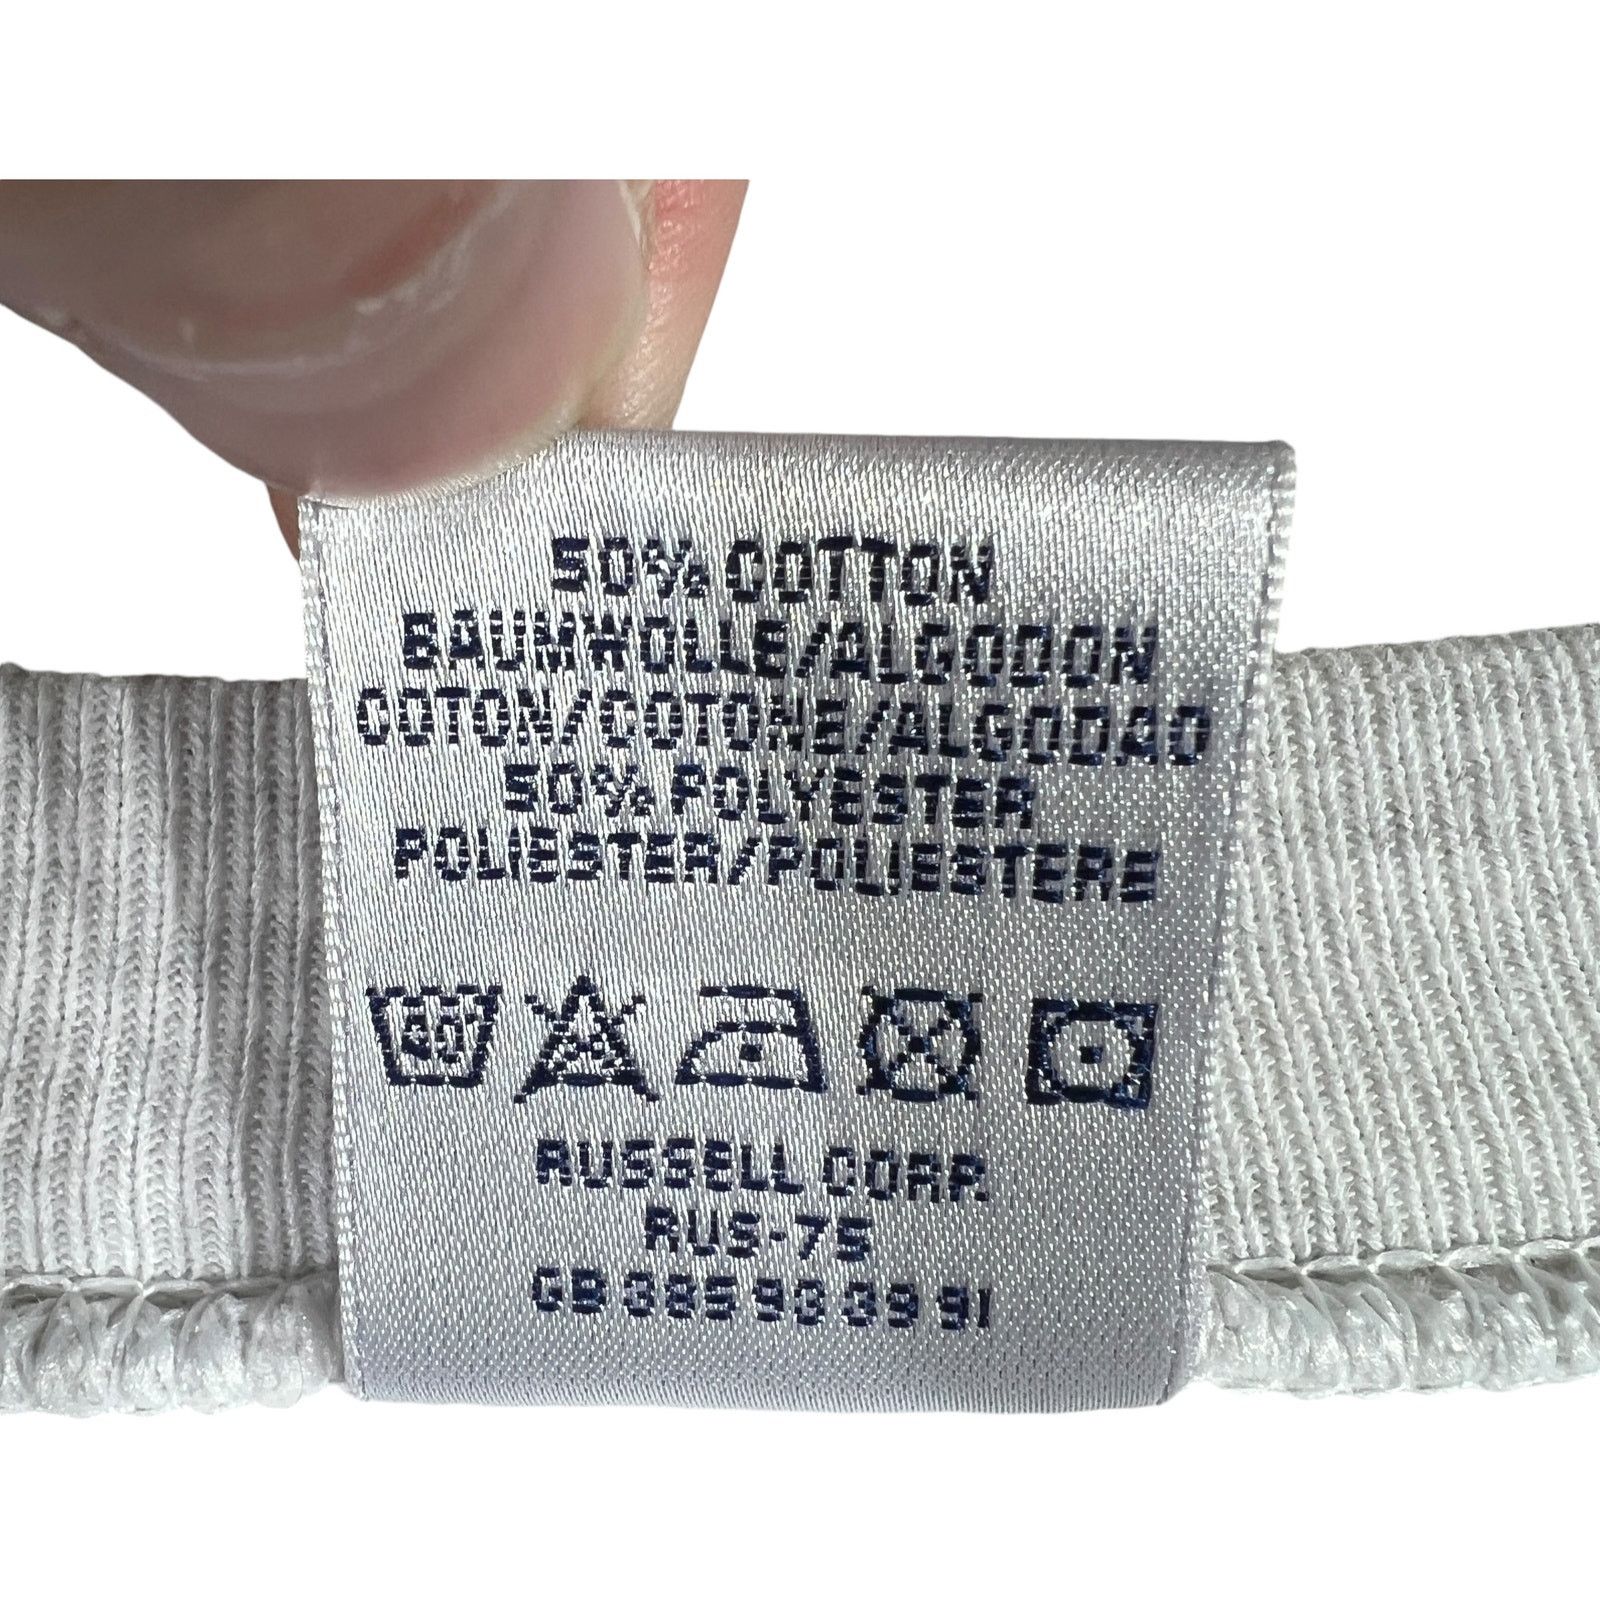 50% COTTON
BAUMWOLLE/ALGODON
COTON/COTONE/ALGODAO
50% POLYESTER
POLIESTER/POLIESTERE
40°
RUSSELL CORP.
RUS-75
GB 385 93 39 91